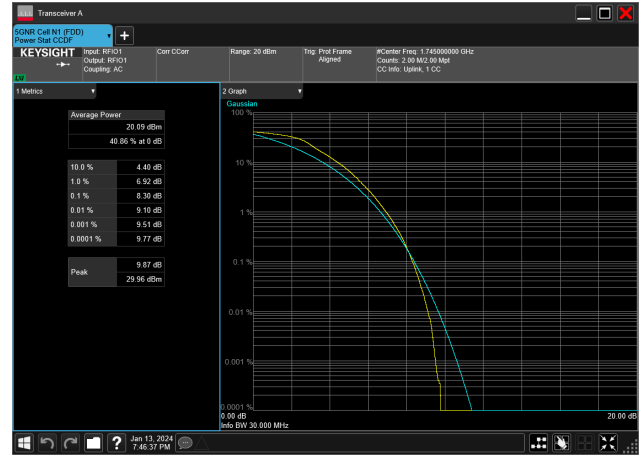 Transceiver A
5GNR Cell N1 (FDD)
Power Stat CCDF
KEYSIGHT
Input: RFIO1
Output: RFIO1
Coupling: AC
Corr CCorr
Range: 20 dBm
Trig: Prot Frame
Aligned
#Center Freq: 1.745000000 GHz
Counts: 2.00 M/2.00 Mpt
CC Info: Uplink, 1 CC
1 Metrics
Average Power
20.09 dBm
40.86 % at 0 dB
10.0 % 4.40 dB
1.0 % 6.92 dB
0.1 % 8.30 dB
0.01 % 9.10 dB
0.001 % 9.51 dB
0.0001 % 9.77 dB
Peak
9.87 dB
29.96 dBm
2 Graph
Gaussian
100 %
10 %
1 %
0.1 %
0.01 %
0.001 %
0.0001 %
0.00 dB
20.00 dB
Info BW 30.000 MHz
Jan 13, 2024
7:46:37 PM